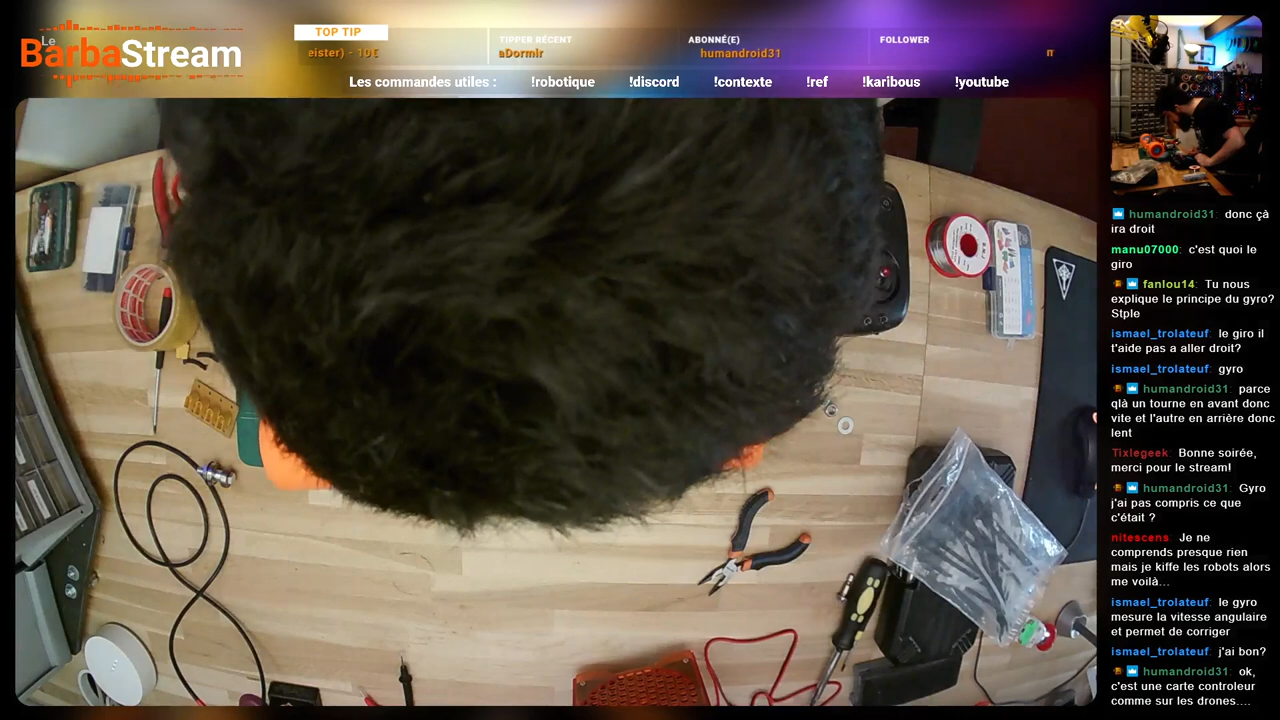 Le
BarbaStream
TOP TIP
eister) - 10€
TIPPER RÉCENT
aDormir
ABONNÉ(E)
humandroid31
FOLLOWER
Les commandes utiles : !robotique !discord !contexte !ref !karibous !youtube
humandroid31: donc çà
ira droit
manu07000: c'est quoi le
giro
fanlou14: Tu nous
explique le principe du gyro?
Stple
ismael_trolateuf: le giro il
t'aide pas a aller droit?
ismael_trolateuf: gyro
humandroid31: parce
qlà un tourne en avant donc
vite et l'autre en arrière donc
lent
Tixlegeek: Bonne soirée,
merci pour le stream!
humandroid31: Gyro
j'ai pas compris ce que
c'était ?
nitescens: Je ne
comprends presque rien
mais je kiffe les robots alors
me voilà...
ismael_trolateuf: le gyro
mesure la vitesse angulaire
et permet de corriger
ismael_trolateuf: j'ai bon?
humandroid31: ok,
c'est une carte controleur
comme sur les drones....